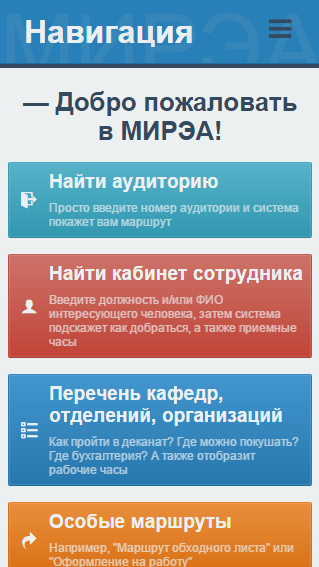 МИРЭА
Навигация
— Добро пожаловать
в МИРЭА!
Найти аудиторию
Просто введите номер аудитории и система
покажет вам маршрут
Найти кабинет сотрудника
Введите должность и/или ФИО
интересующего человека, затем система
подскажет как добраться, а также приемные
часы
Перечень кафедр,
отделений, организаций
Как пройти в деканат? Где можно покушать?
Где бухгалтерия? А также отобразит
рабочие часы
Особые маршруты
Например, "Маршрут обходного листа" или
"Оформление на работу"